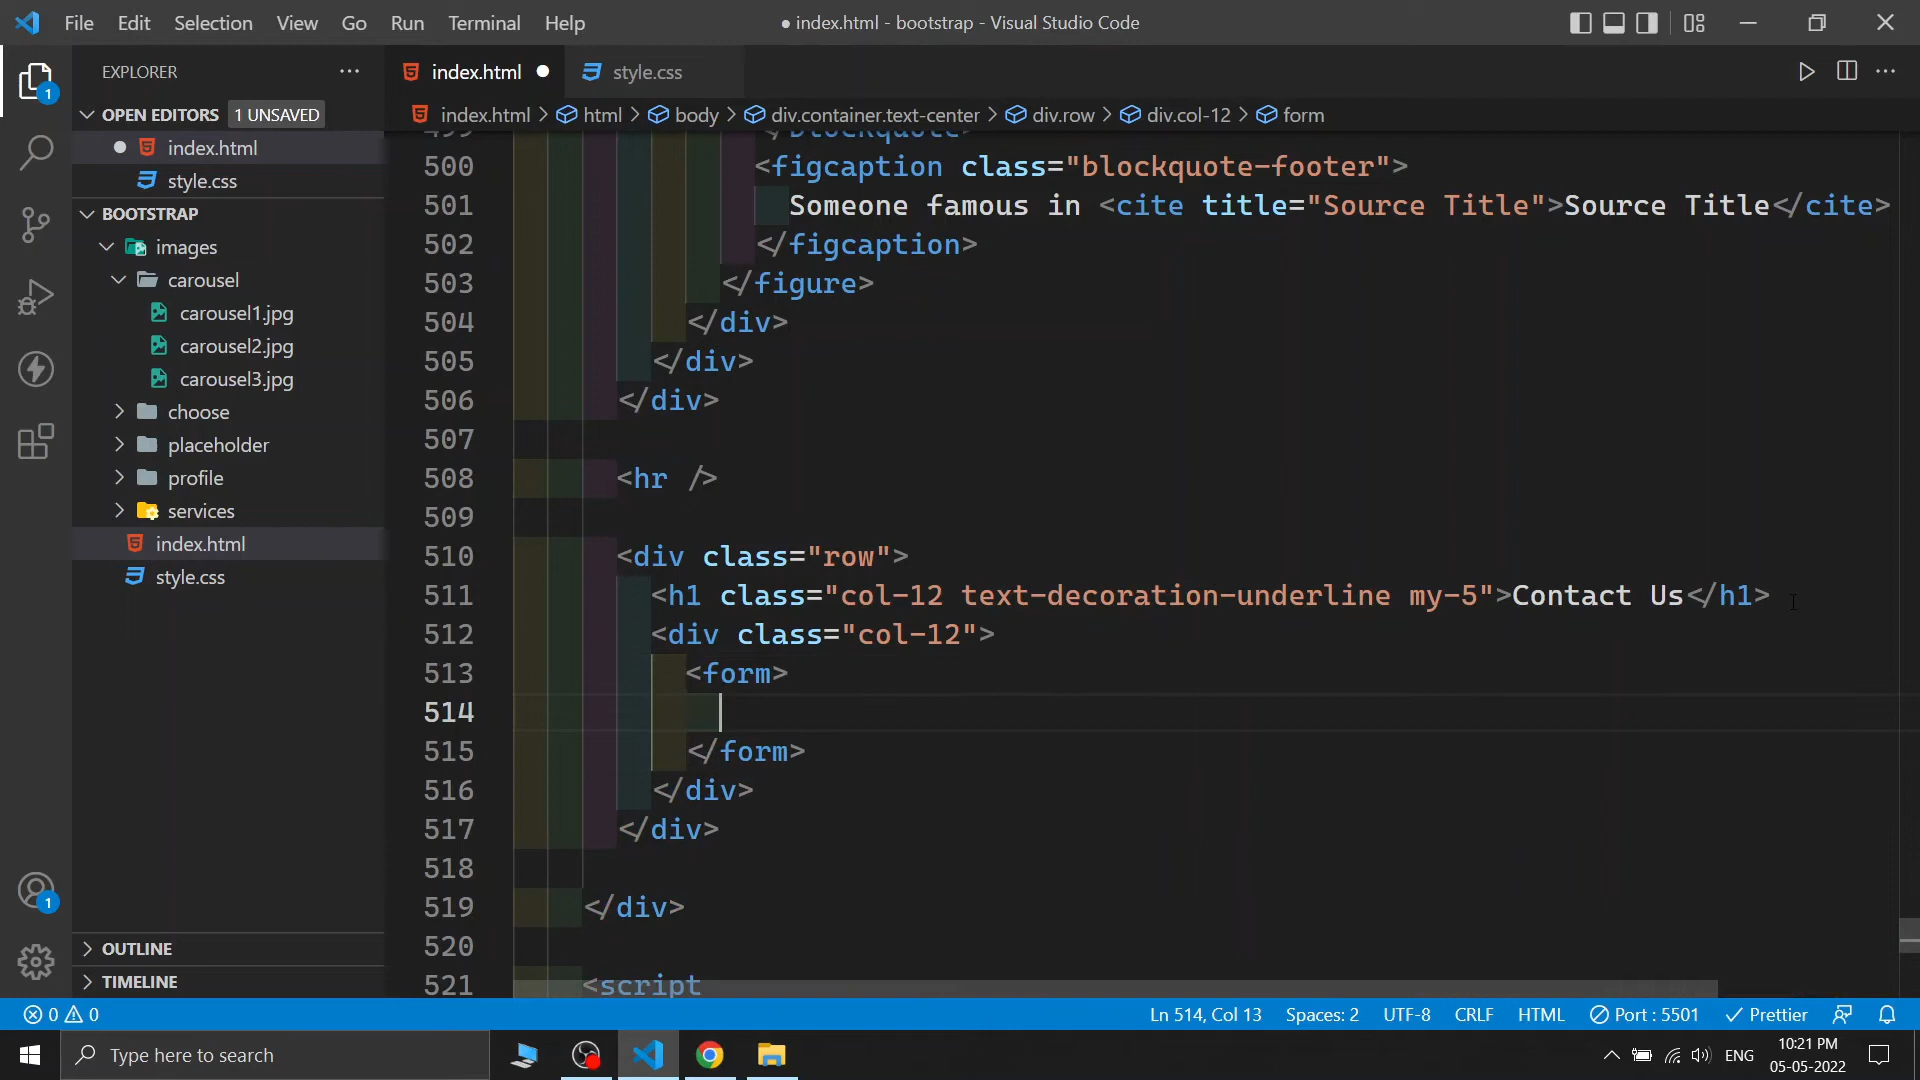 File Edit Selection View Go Run Terminal Help ● index.html - bootstrap - Visual Studio Code
EXPLORER
index.html style.css
OPEN EDITORS 1 UNSAVED
index.html
style.css
BOOTSTRAP
images
carousel
carousel1.jpg
carousel2.jpg
carousel3.jpg
choose
placeholder
profile
services
index.html
style.css
OUTLINE
TIMELINE
1
1
index.html > html > body > div.container.text-center > div.row > div.col-12 > form
499 </blockquote>
500 <figcaption class="blockquote-footer">
501 Someone famous in <cite title="Source Title">Source Title</cite>
502 </figcaption>
503 </figure>
504 </div>
505 </div>
506 </div>
507
508 <hr />
509
510 <div class="row">
511 <h1 class="col-12 text-decoration-underline my-5">Contact Us</h1>
512 <div class="col-12">
513 <form>
514
515 </form>
516 </div>
517 </div>
518
519 </div>
520
521 <script
0 0 Ln 514, Col 13 Spaces: 2 UTF-8 CRLF HTML Port : 5501 Prettier
Type here to search ENG 10:21 PM
05-05-2022